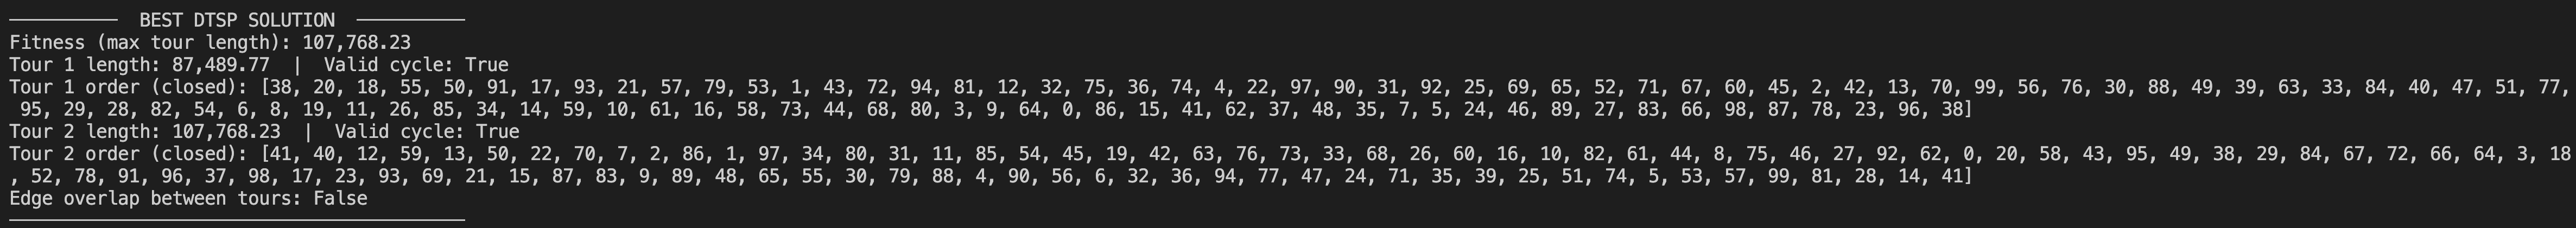 ────────── BEST DTSP SOLUTION ──────────
Fitness (max tour length): 107,768.23
Tour 1 length: 87,489.77 | Valid cycle: True
Tour 1 order (closed): [38, 20, 18, 55, 50, 91, 17, 93, 21, 57, 79, 53, 1, 43, 72, 94, 81, 12, 32, 75, 36, 74, 4, 22, 97, 90, 31, 92, 25, 69, 65, 52, 71, 67, 60, 45, 2, 42, 13, 70, 99, 56, 76, 30, 88, 49, 39, 63, 33, 84, 40, 47, 51, 77,
95, 29, 28, 82, 54, 6, 8, 19, 11, 26, 85, 34, 14, 59, 10, 61, 16, 58, 73, 44, 68, 80, 3, 9, 64, 0, 86, 15, 41, 62, 37, 48, 35, 7, 5, 24, 46, 89, 27, 83, 66, 98, 87, 78, 23, 96, 38]
Tour 2 length: 107,768.23 | Valid cycle: True
Tour 2 order (closed): [41, 40, 12, 59, 13, 50, 22, 70, 7, 2, 86, 1, 97, 34, 80, 31, 11, 85, 54, 45, 19, 42, 63, 76, 73, 33, 68, 26, 60, 16, 10, 82, 61, 44, 8, 75, 46, 27, 92, 62, 0, 20, 58, 43, 95, 49, 38, 29, 84, 67, 72, 66, 64, 3, 18
, 52, 78, 91, 96, 37, 98, 17, 23, 93, 69, 21, 15, 87, 83, 9, 89, 48, 65, 55, 30, 79, 88, 4, 90, 56, 6, 32, 36, 94, 77, 47, 24, 71, 35, 39, 25, 51, 74, 5, 53, 57, 99, 81, 28, 14, 41]
Edge overlap between tours: False